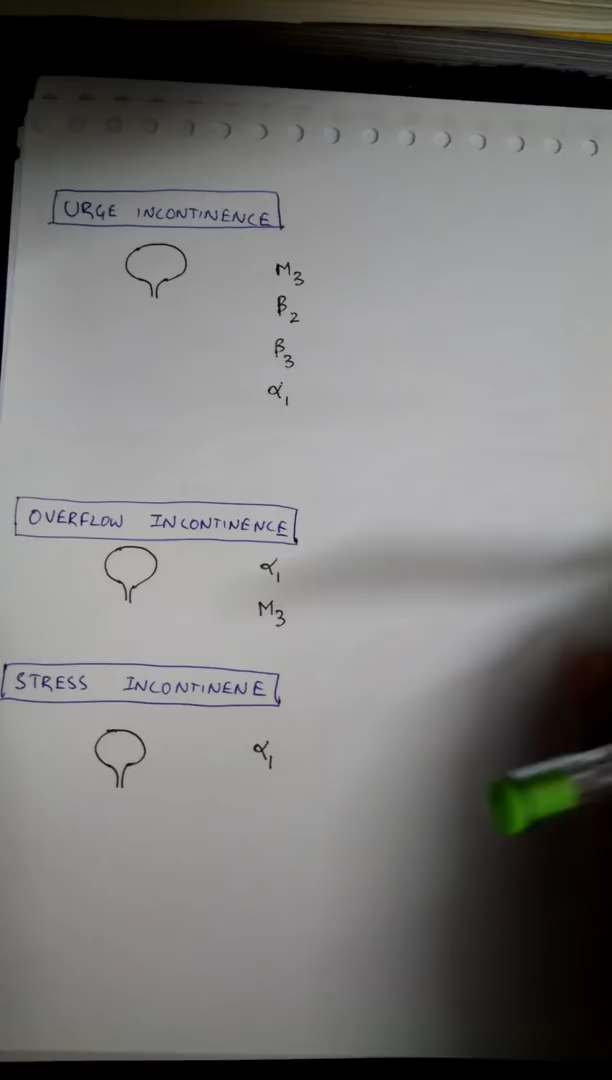 URGE INCONTINENCE
M3
β2
β3
α1
OVERFLOW INCONTINENCE
α1
M3
STRESS INCONTINENE
α1